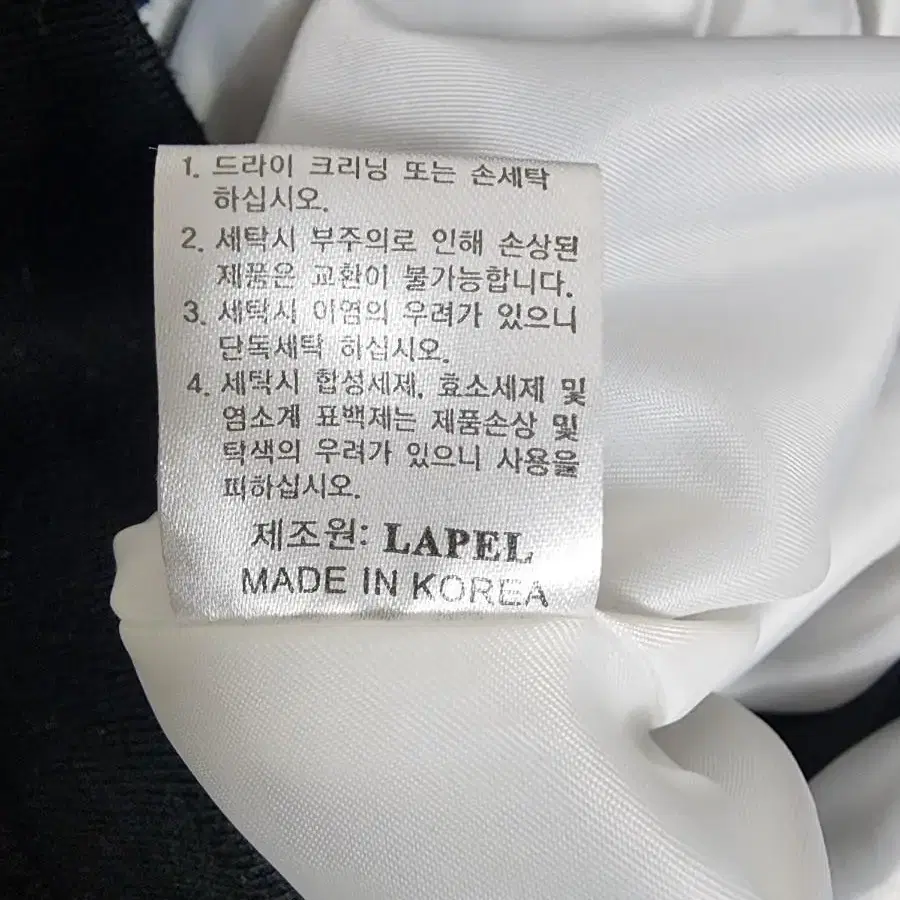 1. 드라이 크리닝 또는 손세탁
하십시오.
2. 세탁시 부주의로 인해 손상된
제품은 교환이 불가능합니다.
3. 세탁시 이염의 우려가 있으니
단독세탁 하십시오.
4. 세탁시 합성세제, 효소세제 및
염소계 표백제는 제품손상 및
탁색의 우려가 있으니 사용을
피하십시오.
제조원: LAPEL
MADE IN KOREA